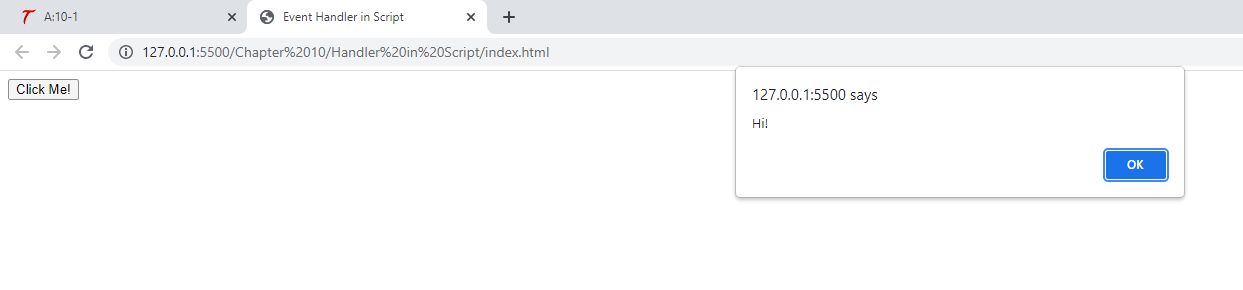 A:10-1
Event Handler in Script
127.0.0.1:5500/Chapter%2010/Handler%20in%20Script/index.html
Click Me!
127.0.0.1:5500 says
Hi!
OK